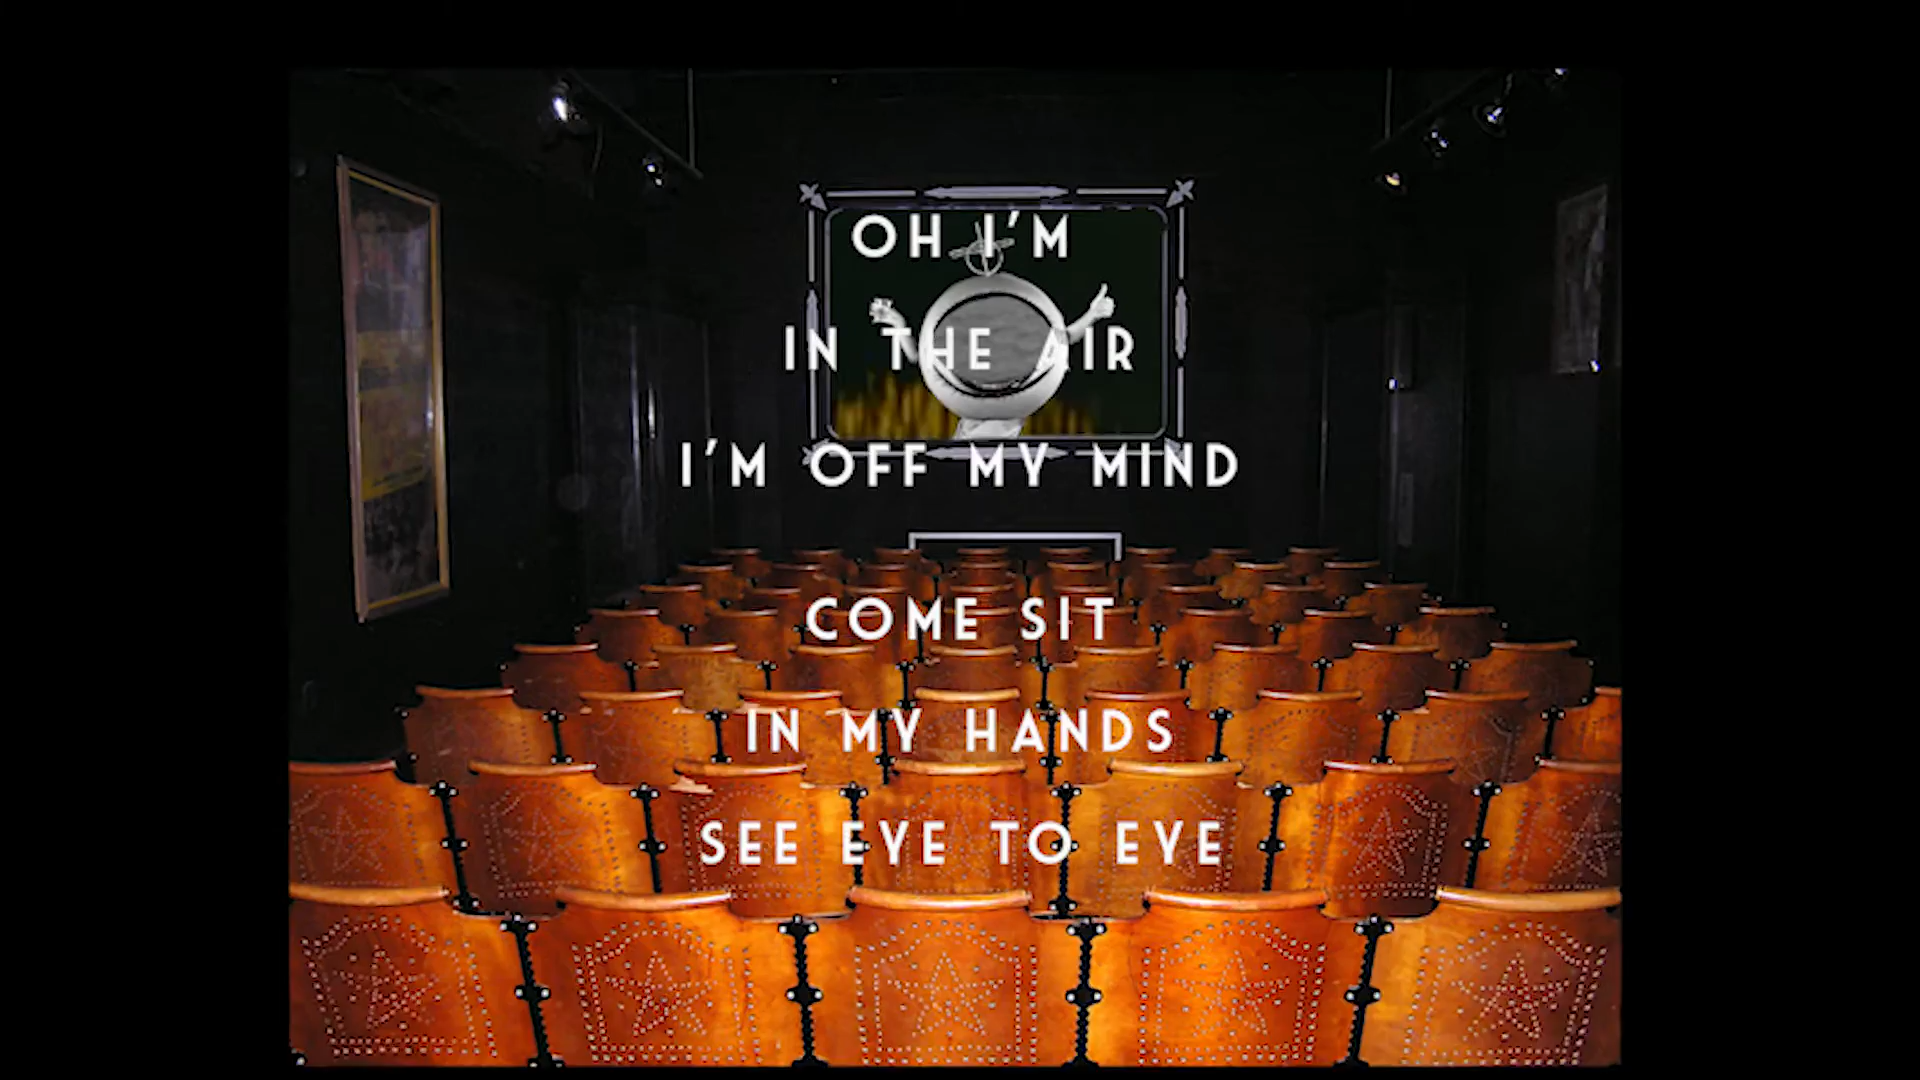 OH I'M
IN THE AIR
I'M OFF MY MIND
COME SIT
IN MY HANDS
SEE EYE TO EYE